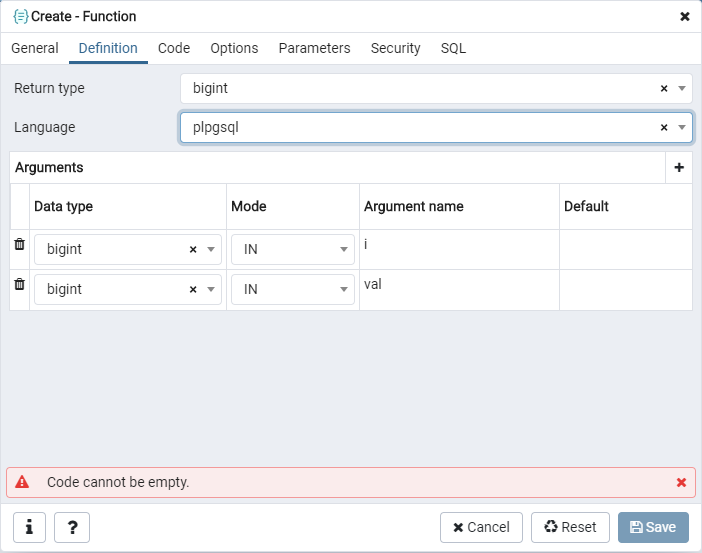 Create - Function
General Definition Code Options Parameters Security SQL
Return type bigint
Language plpgsql
Arguments +
Data type Mode Argument name Default
bigint IN i
bigint IN val
Code cannot be empty.
i ? Cancel Reset Save